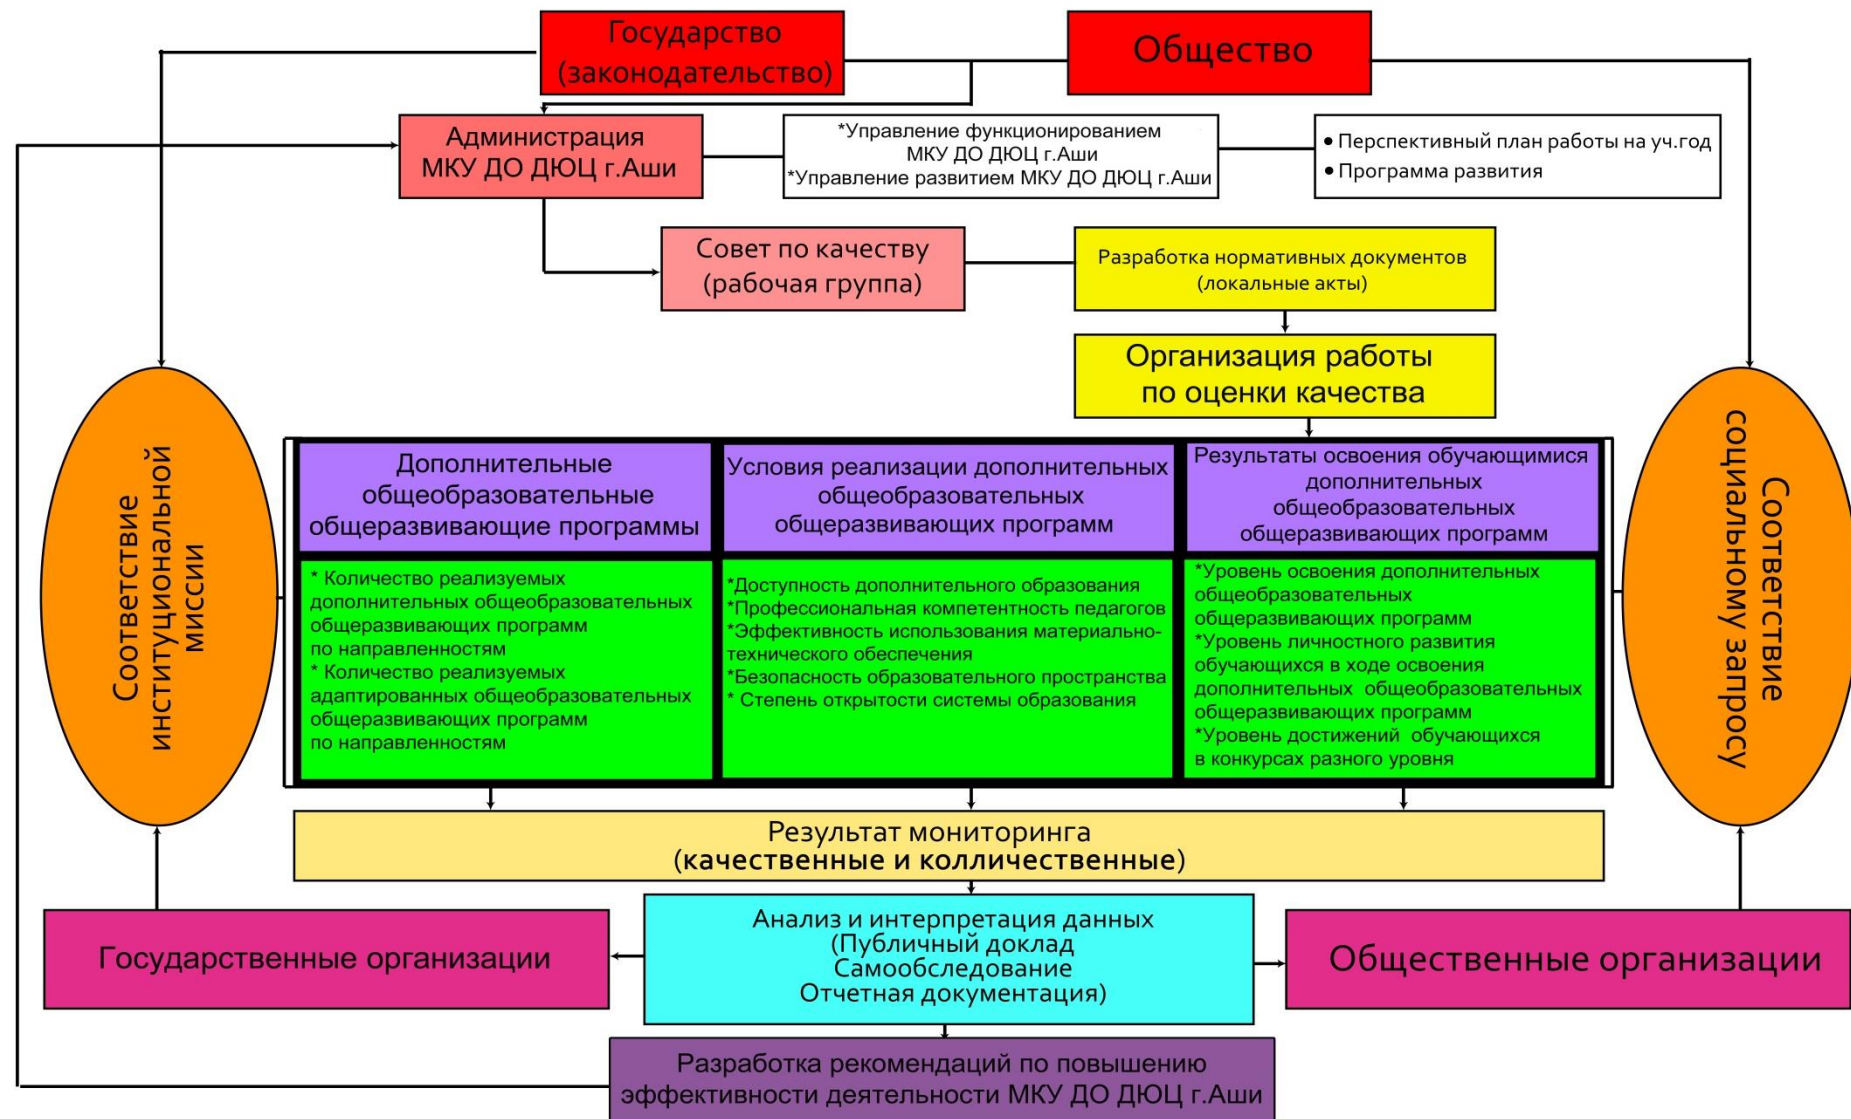 Государство
(законодательство)
Общество
Администрация
МКУ ДО ДЮЦ г.Аши
*Управление функционированием
МКУ ДО ДЮЦ г.Аши
*Управление развитием МКУ ДО ДЮЦ г.Аши
● Перспективный план работы на уч.год
● Программа развития
Совет по качеству
(рабочая группа)
Разработка нормативных документов
(локальные акты)
Организация работы
по оценки качества
Соответствие
институциональной
миссии
Дополнительные
общеобразовательные
общеразвивающие программы
Условия реализации дополнительных
общеобразовательных
общеразвивающих программ
Результаты освоения обучающимися
дополнительных
общеобразовательных
общеразвивающих программ
* Количество реализуемых
дополнительных общеобразовательных
общеразвивающих программ
по направленностям
* Количество реализуемых
адаптированных общеобразовательных
общеразвивающих программ
по направленностям
*Доступность дополнительного образования
*Профессиональная компетентность педагогов
*Эффективность использования материально-
технического обеспечения
*Безопасность образовательного пространства
* Степень открытости системы образования
*Уровень освоения дополнительных
общеобразовательных
общеразвивающих программ
*Уровень личностного развития
обучающихся в ходе освоения
дополнительных общеобразовательных
общеразвивающих программ
*Уровень достижений обучающихся
в конкурсах разного уровня
Соответствие
социальному запросу
Результат мониторинга
(качественные и колличественные)
Государственные организации
Анализ и интерпретация данных
(Публичный доклад
Самообследование
Отчетная документация)
Общественные организации
Разработка рекомендаций по повышению
эффективности деятельности МКУ ДО ДЮЦ г.Аши